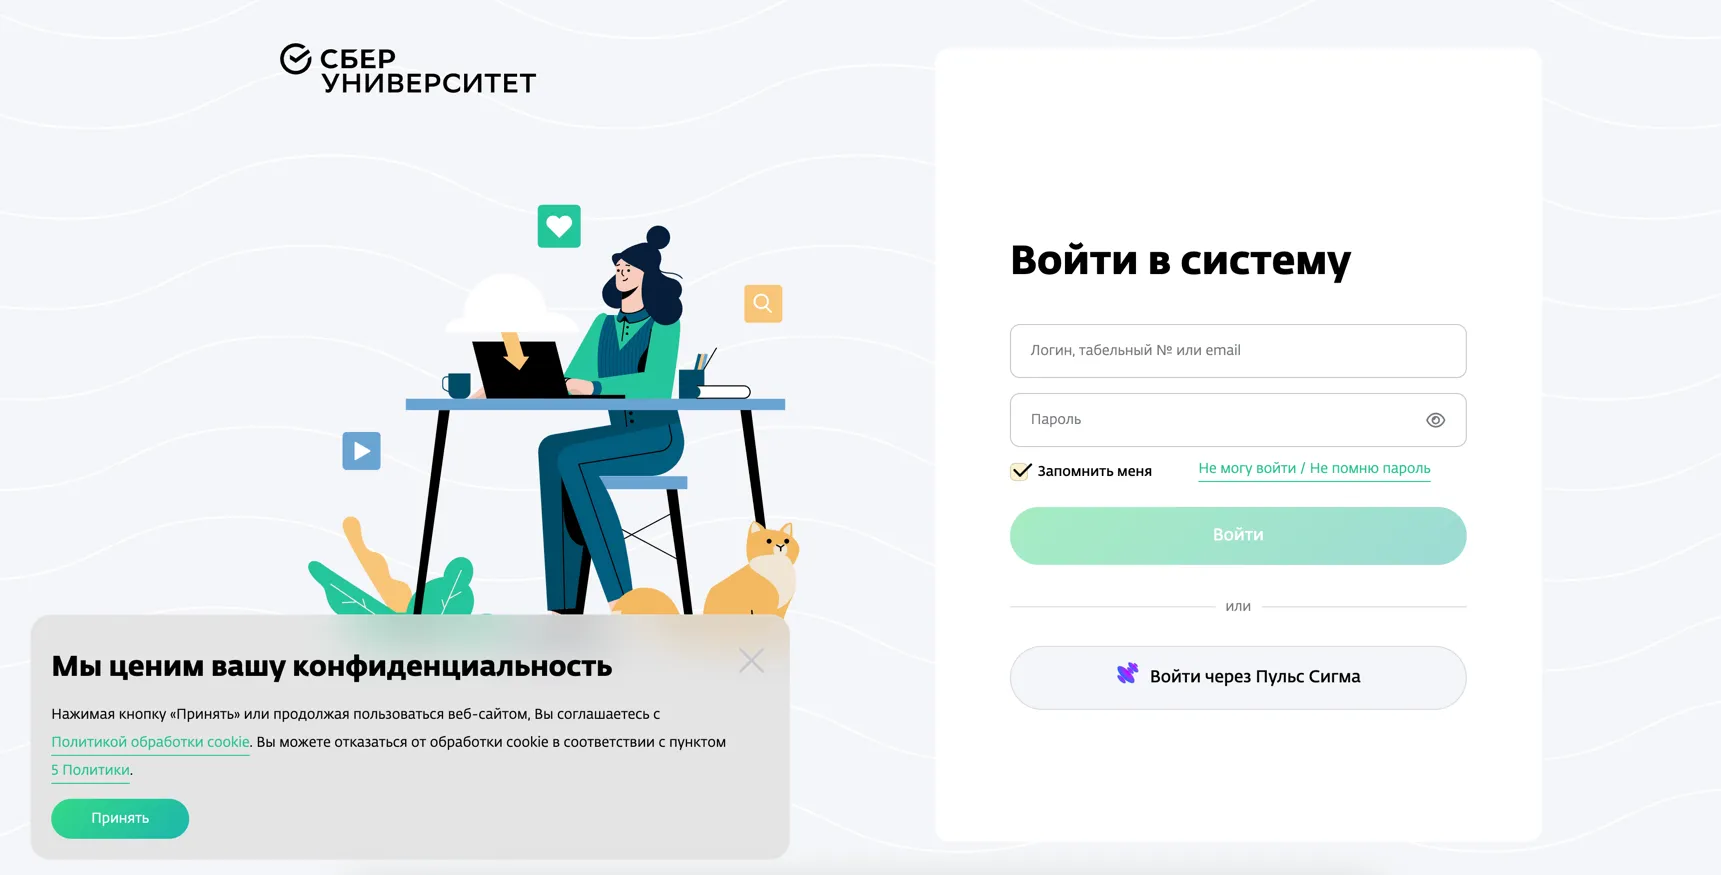 СБЕР
УНИВЕРСИТЕТ
Войти в систему
Логин, табельный № или email
Пароль
Запомнить меня
Не могу войти / Не помню пароль
Войти
или
Войти через Пульс Сигма
Мы ценим вашу конфиденциальность
Нажимая кнопку «Принять» или продолжая пользоваться веб-сайтом, Вы соглашаетесь с
Политикой обработки cookie. Вы можете отказаться от обработки cookie в соответствии с пунктом
5 Политики.
Принять